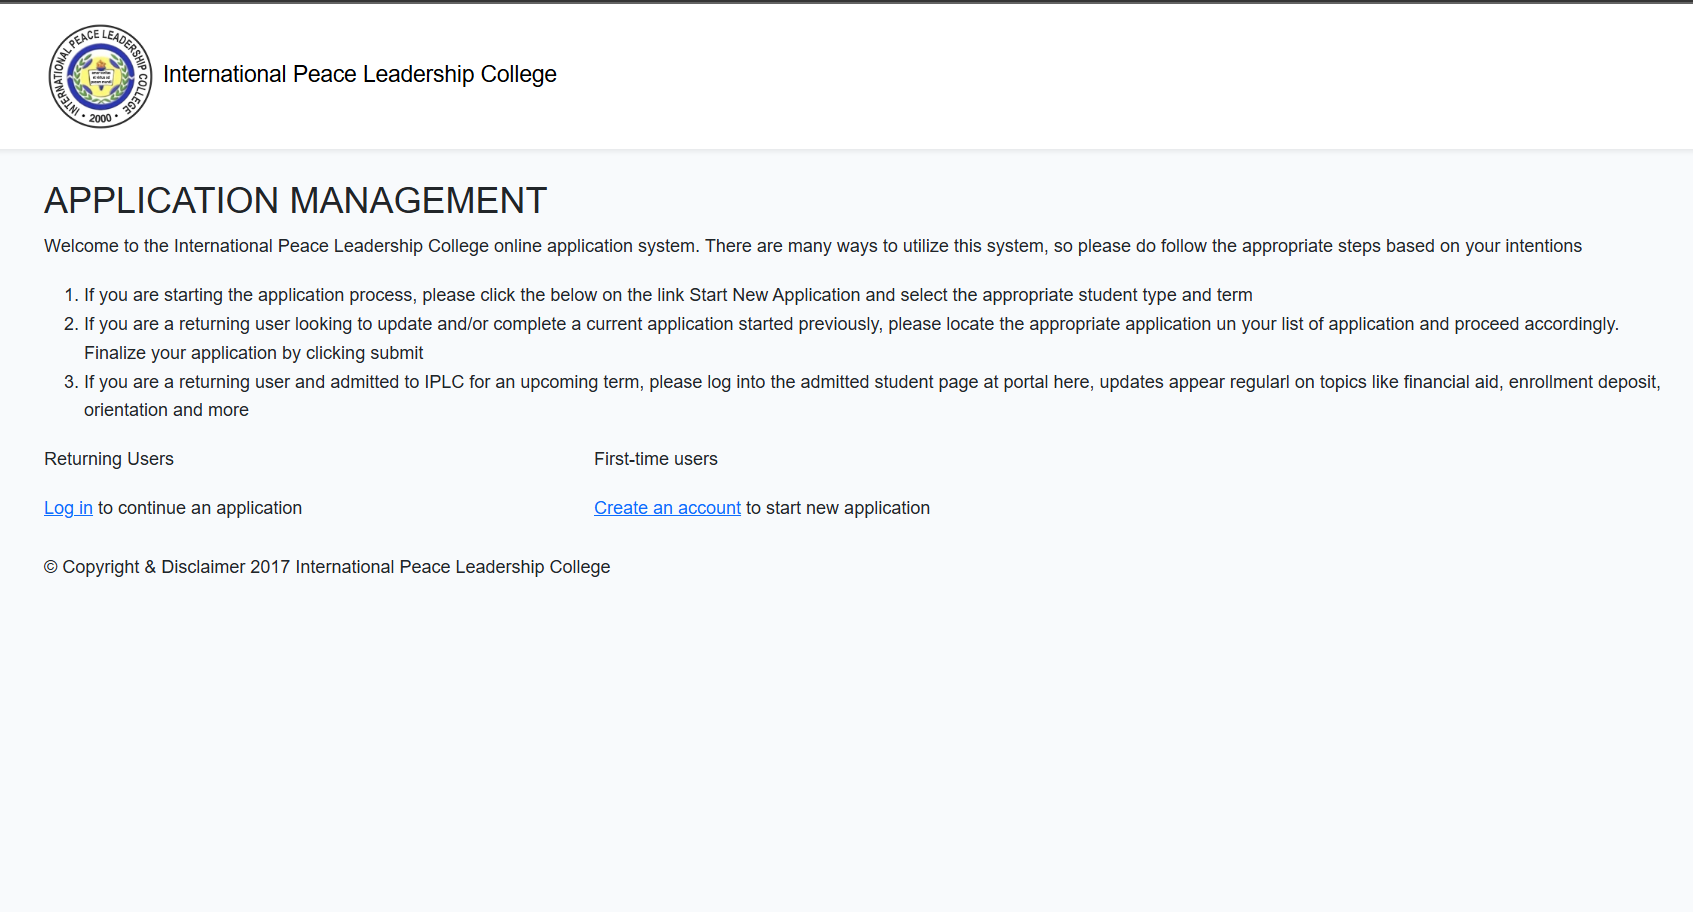 INTERNATIONAL PEACE LEADERSHIP COLLEGE
• 2000 •
International Peace Leadership College
APPLICATION MANAGEMENT
Welcome to the International Peace Leadership College online application system. There are many ways to utilize this system, so please do follow the appropriate steps based on your intentions
1. If you are starting the application process, please click the below on the link Start New Application and select the appropriate student type and term
2. If you are a returning user looking to update and/or complete a current application started previously, please locate the appropriate application un your list of application and proceed accordingly.
Finalize your application by clicking submit
3. If you are a returning user and admitted to IPLC for an upcoming term, please log into the admitted student page at portal here, updates appear regularl on topics like financial aid, enrollment deposit,
orientation and more
Returning Users
First-time users
Log in to continue an application
Create an account to start new application
© Copyright & Disclaimer 2017 International Peace Leadership College